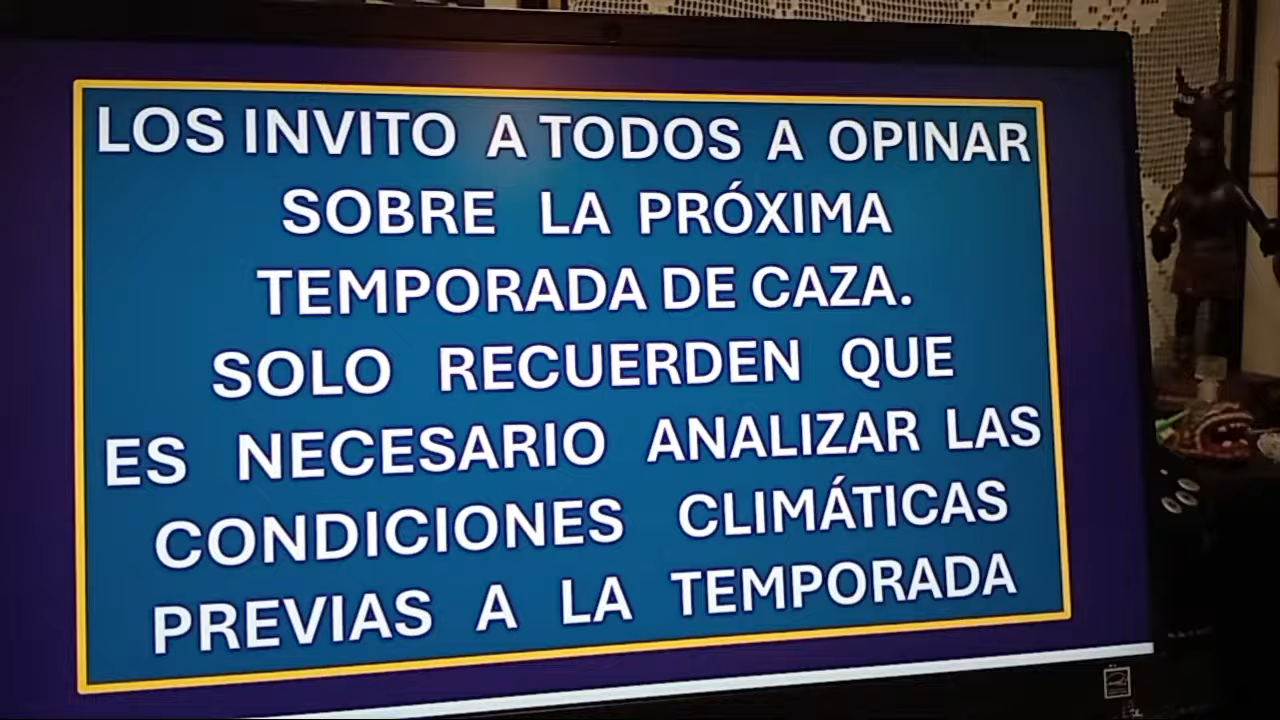 LOS INVITO A TODOS A OPINAR
SOBRE LA PRÓXIMA
TEMPORADA DE CAZA.
SOLO RECUERDEN QUE
ES NECESARIO ANALIZAR LAS
CONDICIONES CLIMÁTICAS
PREVIAS A LA TEMPORADA